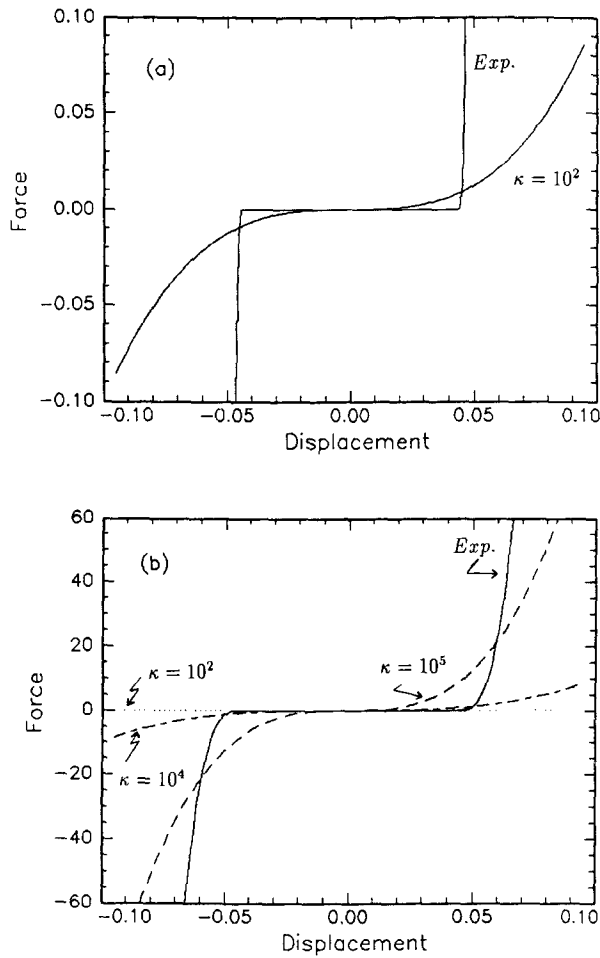 0.10
(a)
Exp.
0.05
κ = 10²
Force
0.00
−0.05
−0.10
−0.10 −0.05 0.00 0.05 0.10
Displacement
60
(b)
Exp.
40
20
κ = 10² κ = 10⁵
Force
0
κ = 10⁴
−20
−40
−60
−0.10 −0.05 0.00 0.05 0.10
Displacement